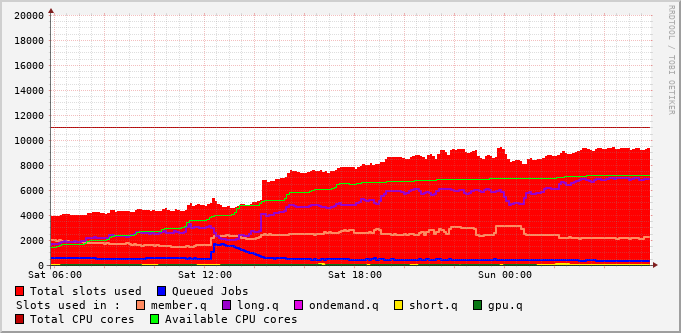 RRDTOOL / TOBI OETIKER
20000
18000
16000
14000
12000
10000
8000
6000
4000
2000
0
Sat 06:00 Sat 12:00 Sat 18:00 Sun 00:00
Total slots used Queued Jobs
Slots used in : member.q long.q ondemand.q short.q gpu.q
Total CPU cores Available CPU cores